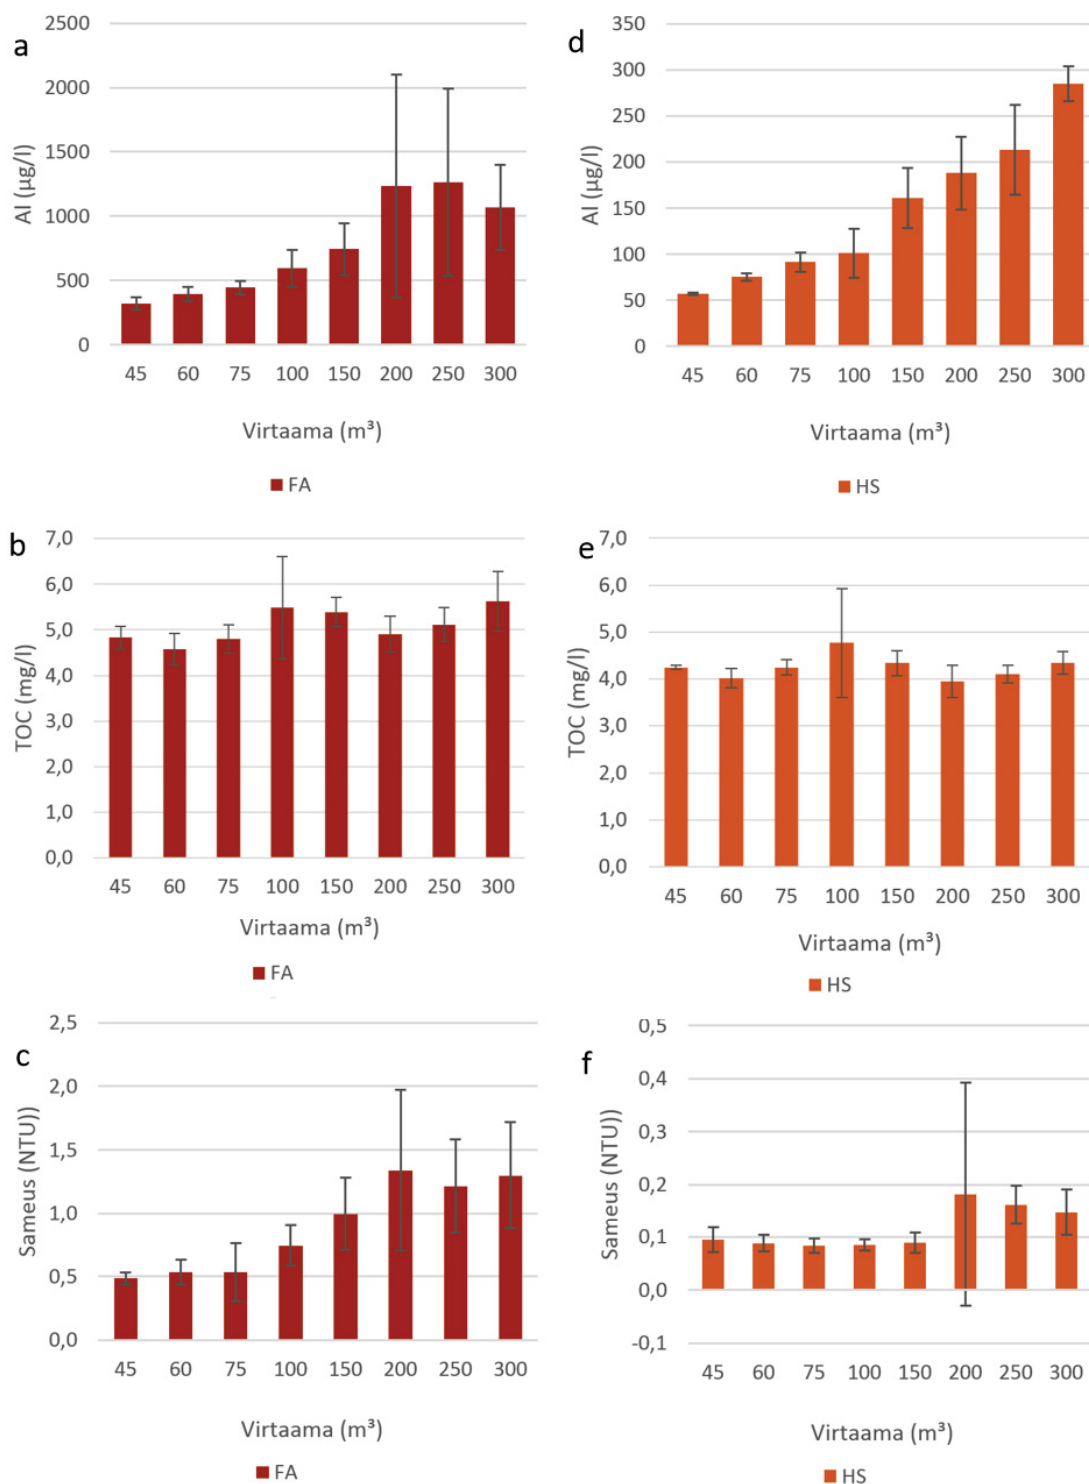 a
2500
2000
1500
1000
500
0
Al (µg/l)
45 60 75 100 150 200 250 300
Virtaama (m³)
FA
d
350
300
250
200
150
100
50
0
Al (µg/l)
45 60 75 100 150 200 250 300
Virtaama (m³)
HS
b
7,0
6,0
5,0
4,0
3,0
2,0
1,0
0,0
TOC (mg/l)
45 60 75 100 150 200 250 300
Virtaama (m³)
FA
e
7,0
6,0
5,0
4,0
3,0
2,0
1,0
0,0
TOC (mg/l)
45 60 75 100 150 200 250 300
Virtaama (m³)
HS
c
2,5
2,0
1,5
1,0
0,5
0,0
Sameus (NTU))
45 60 75 100 150 200 250 300
Virtaama (m³)
FA
f
0,5
0,4
0,3
0,2
0,1
0,0
-0,1
Sameus (NTU))
45 60 75 100 150 200 250 300
Virtaama (m³)
HS